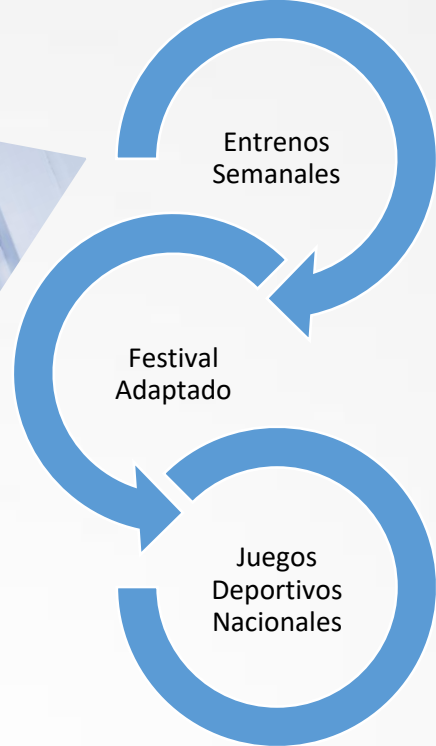 Entrenos
Semanales
Festival
Adaptado
Juegos
Deportivos
Nacionales